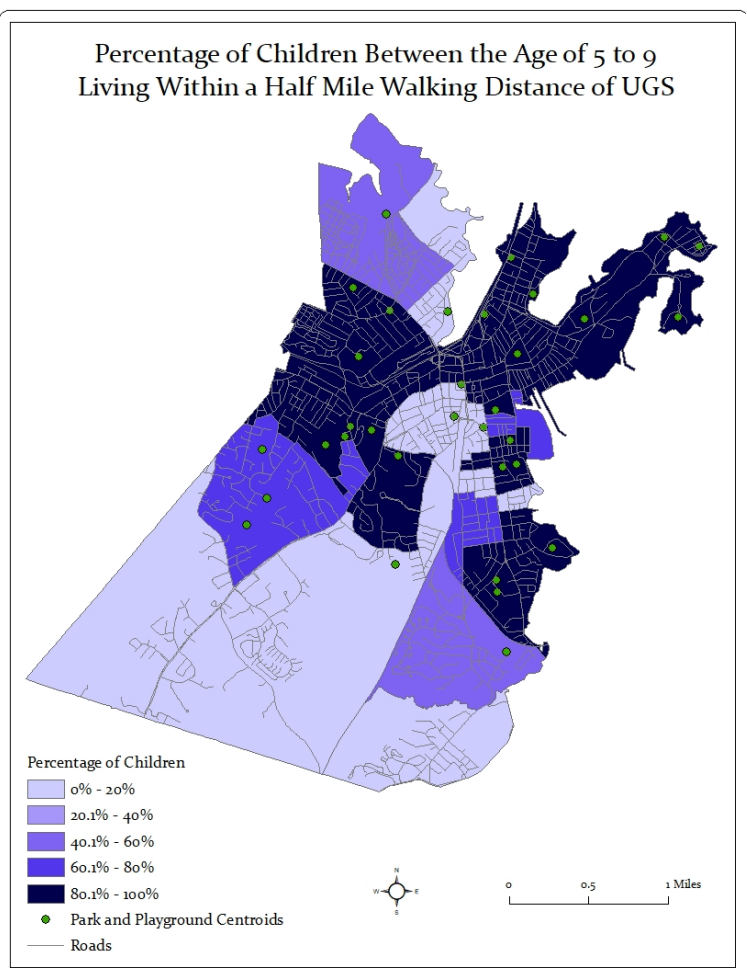 Percentage of Children Between the Age of 5 to 9
Living Within a Half Mile Walking Distance of UGS
Percentage of Children
0% - 20%
20.1% - 40%
40.1% - 60%
60.1% - 80%
80.1% - 100%
Park and Playground Centroids
Roads
N
W E
S
0 0.5 1 Miles